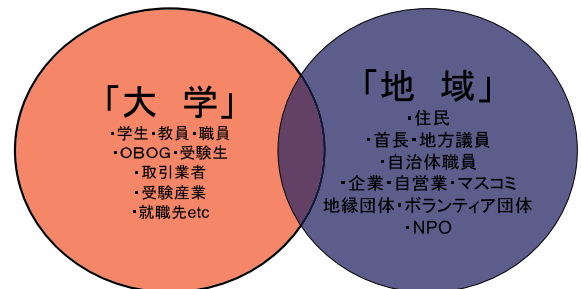 「大　学」
・学生・教員・職員
・OBOG・受験生
・取引業者
・受験産業
・就職先etc
「地　域」
・住民
・首長・地方議員
・自治体職員
・企業・自営業・マスコミ
地縁団体・ボランティア団体
・NPO